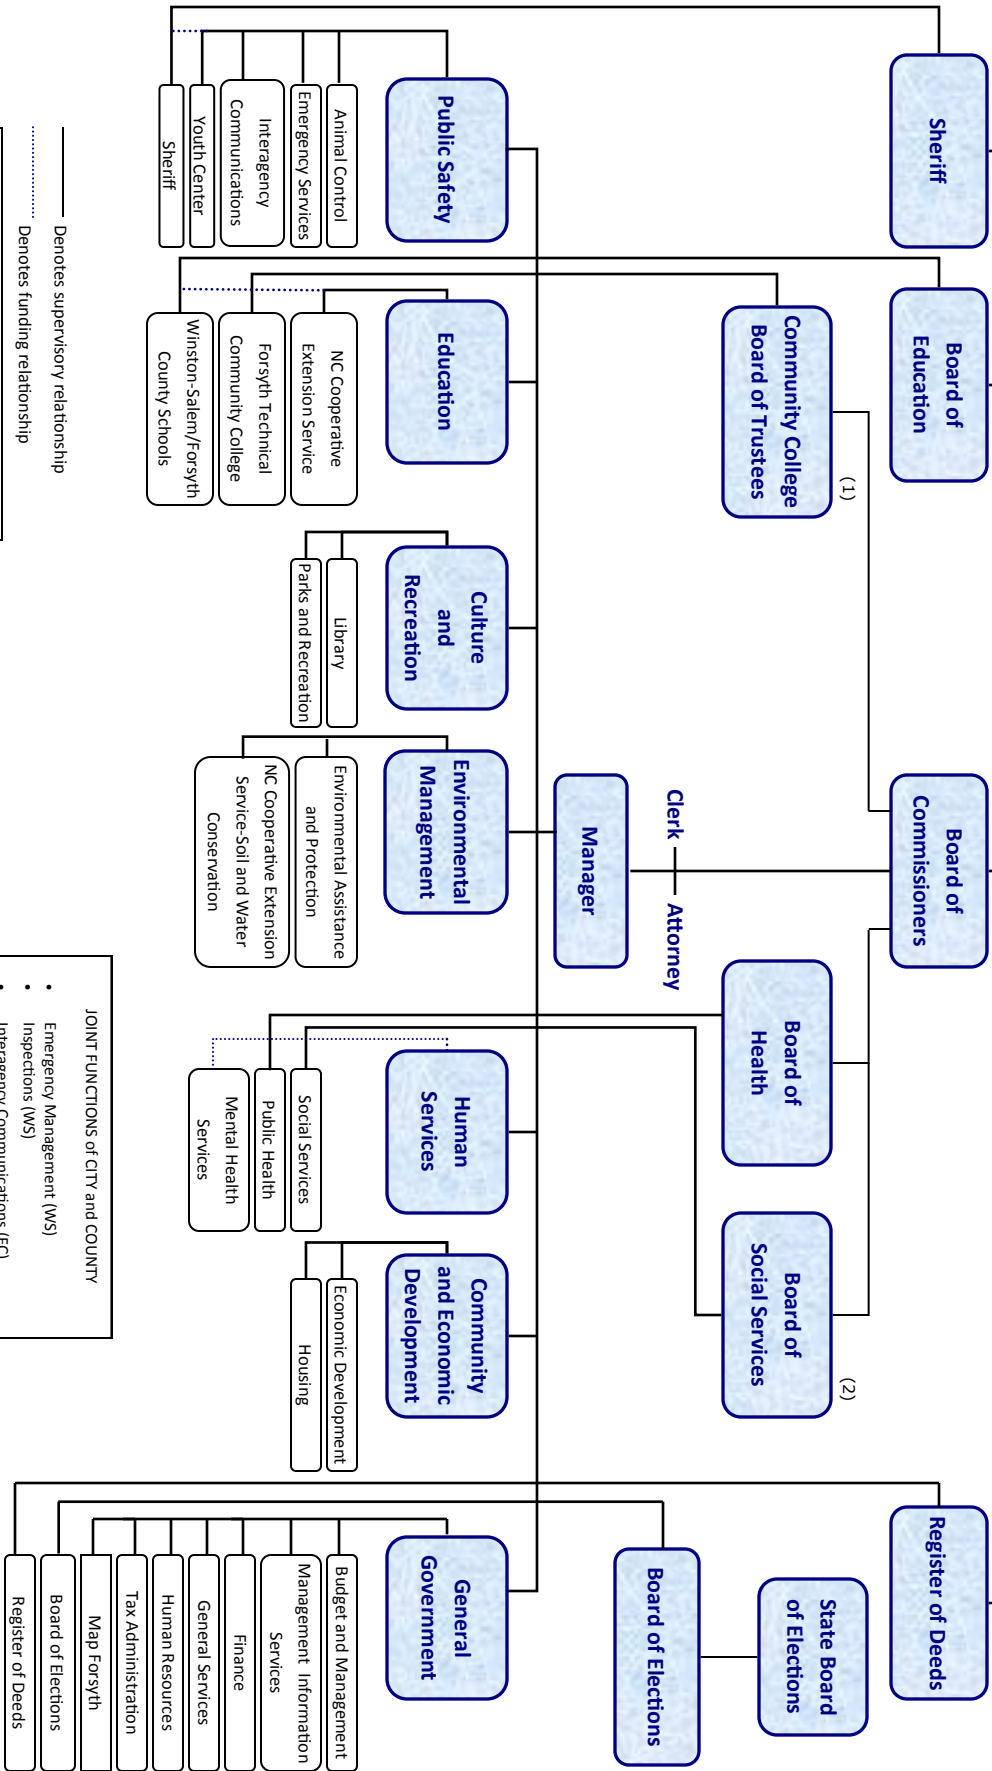 Sheriff
Board of
Education
Board of
Commissioners
Register of Deeds
(1)
(2)
Community College
Board of Trustees
Board of
Health
Board of
Social Services
State Board
of Elections
Clerk
Attorney
Board of Elections
Manager
Public Safety
Education
Culture
and
Recreation
Environmental
Management
Human
Services
Community
and Economic
Development
General
Government
Animal Control
Emergency Services
Interagency
Communications
Youth Center
Sheriff
NC Cooperative
Extension Service
Forsyth Technical
Community College
Winston-Salem/Forsyth
County Schools
Library
Parks and Recreation
Environmental Assistance
and Protection
NC Cooperative Extension
Service-Soil and Water
Conservation
Social Services
Public Health
Mental Health
Services
Economic Development
Housing
Budget and Management
Management Information
Services
Finance
General Services
Human Resources
Tax Administration
Map Forsyth
Board of Elections
Register of Deeds
Denotes supervisory relationship
Denotes funding relationship
JOINT FUNCTIONS of CITY and COUNTY
• Emergency Management (WS)
• Inspections (WS)
• Interagency Communications (FC)